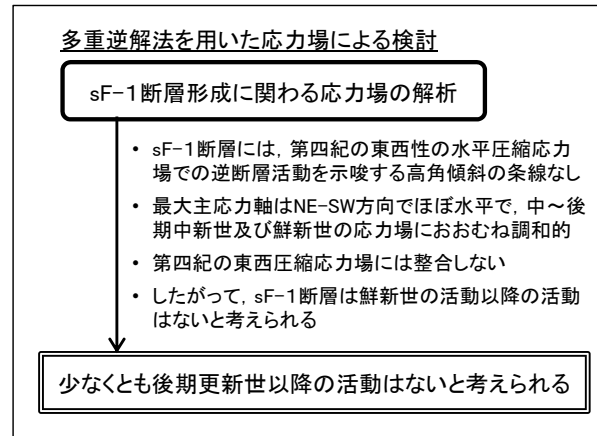 多重逆解法を用いた応力場による検討
sF-1断層形成に関わる応力場の解析
• sF-1断層には，第四紀の東西性の水平圧縮応力
場での逆断層活動を示唆する高角傾斜の条線なし
• 最大主応力軸はNE-SW方向でほぼ水平で，中～後
期中新世及び鮮新世の応力場におおむね調和的
• 第四紀の東西圧縮応力場には整合しない
• したがって，sF-1断層は鮮新世の活動以降の活動
はないと考えられる
少なくとも後期更新世以降の活動はないと考えられる